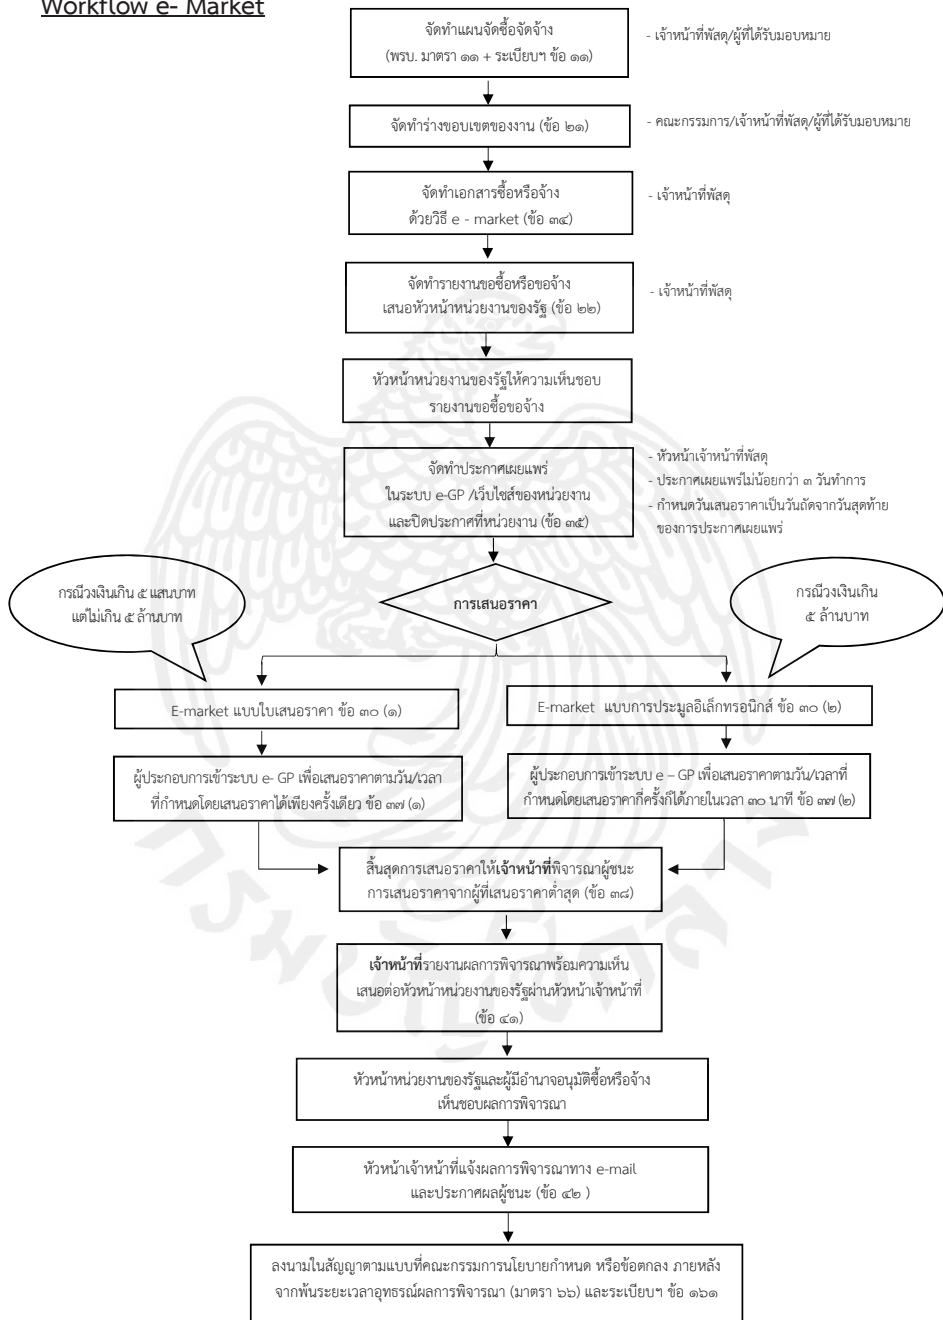 Workflow e- Market
จัดทำแผนจัดซื้อจัดจ้าง
(พรบ. มาตรา ๑๑ + ระเบียบฯ ข้อ ๑๑)
- เจ้าหน้าที่พัสดุ/ผู้ที่ได้รับมอบหมาย
จัดทำร่างขอบเขตของงาน (ข้อ ๒๑)
- คณะกรรมการ/เจ้าหน้าที่พัสดุ/ผู้ที่ได้รับมอบหมาย
จัดทำเอกสารซื้อหรือจ้าง
ด้วยวิธี e - market (ข้อ ๓๔)
- เจ้าหน้าที่พัสดุ
จัดทำรายงานขอซื้อหรือขอจ้าง
เสนอหัวหน้าหน่วยงานของรัฐ (ข้อ ๒๒)
- เจ้าหน้าที่พัสดุ
หัวหน้าหน่วยงานของรัฐให้ความเห็นชอบ
รายงานขอซื้อขอจ้าง
จัดทำประกาศเผยแพร่
ในระบบ e-GP /เว็บไซส์ของหน่วยงาน
และปิดประกาศที่หน่วยงาน (ข้อ ๓๕)
- หัวหน้าเจ้าหน้าที่พัสดุ
- ประกาศเผยแพร่ไม่น้อยกว่า ๓ วันทำการ
- กำหนดวันเสนอราคาเป็นวันถัดจากวันสุดท้าย
ของการประกาศเผยแพร่
กรณีวงเงินเกิน ๕ แสนบาท
แต่ไม่เกิน ๕ ล้านบาท
การเสนอราคา
กรณีวงเงินเกิน
๕ ล้านบาท
E-market แบบใบเสนอราคา ข้อ ๓๐ (๑)
E-market แบบการประมูลอิเล็กทรอนิกส์ ข้อ ๓๐ (๒)
ผู้ประกอบการเข้าระบบ e- GP เพื่อเสนอราคาตามวัน/เวลา
ที่กำหนดโดยเสนอราคาได้เพียงครั้งเดียว ข้อ ๓๗ (๑)
ผู้ประกอบการเข้าระบบ e – GP เพื่อเสนอราคาตามวัน/เวลาที่
กำหนดโดยเสนอราคากี่ครั้งก็ได้ภายในเวลา ๓๐ นาที ข้อ ๓๗ (๒)
สิ้นสุดการเสนอราคาให้เจ้าหน้าที่พิจารณาผู้ชนะ
การเสนอราคาจากผู้ที่เสนอราคาต่ำสุด (ข้อ ๓๘)
เจ้าหน้าที่รายงานผลการพิจารณาพร้อมความเห็น
เสนอต่อหัวหน้าหน่วยงานของรัฐผ่านหัวหน้าเจ้าหน้าที่
(ข้อ ๔๑)
หัวหน้าหน่วยงานของรัฐและผู้มีอำนาจอนุมัติซื้อหรือจ้าง
เห็นชอบผลการพิจารณา
หัวหน้าเจ้าหน้าที่แจ้งผลการพิจารณาทาง e-mail
และประกาศผลผู้ชนะ (ข้อ ๔๒ )
ลงนามในสัญญาตามแบบที่คณะกรรมการนโยบายกำหนด หรือข้อตกลง ภายหลัง
จากพ้นระยะเวลาอุทธรณ์ผลการพิจารณา (มาตรา ๖๖) และระเบียบฯ ข้อ ๑๖๑
กรมบัญชีกลาง